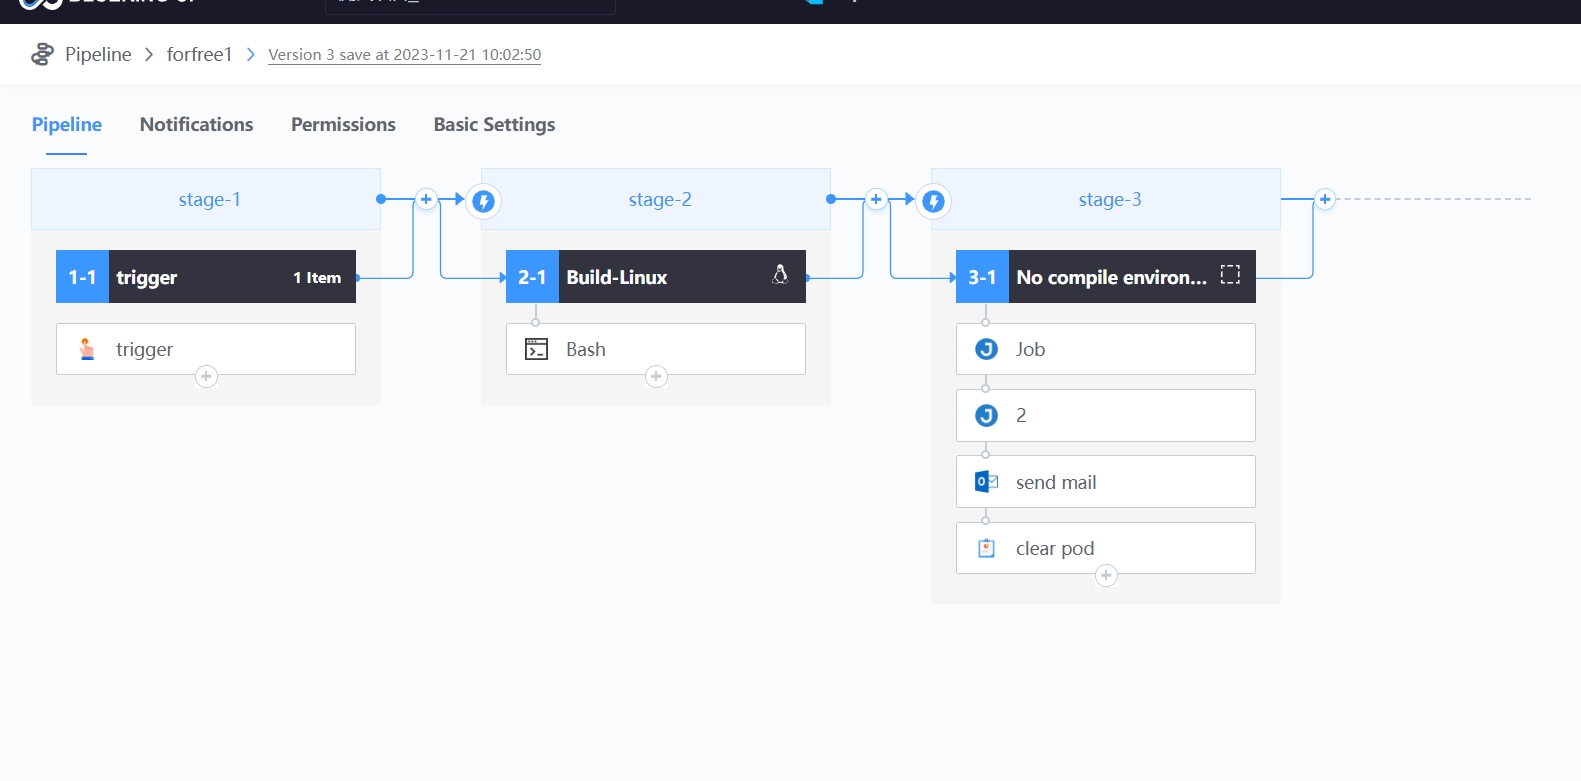 Pipeline > forfree1 > Version 3 save at 2023-11-21 10:02:50
Pipeline Notifications Permissions Basic Settings
stage-1
stage-2
stage-3
1-1 trigger 1 Item
2-1 Build-Linux
3-1 No compile environ...
trigger
Bash
Job
2
send mail
clear pod